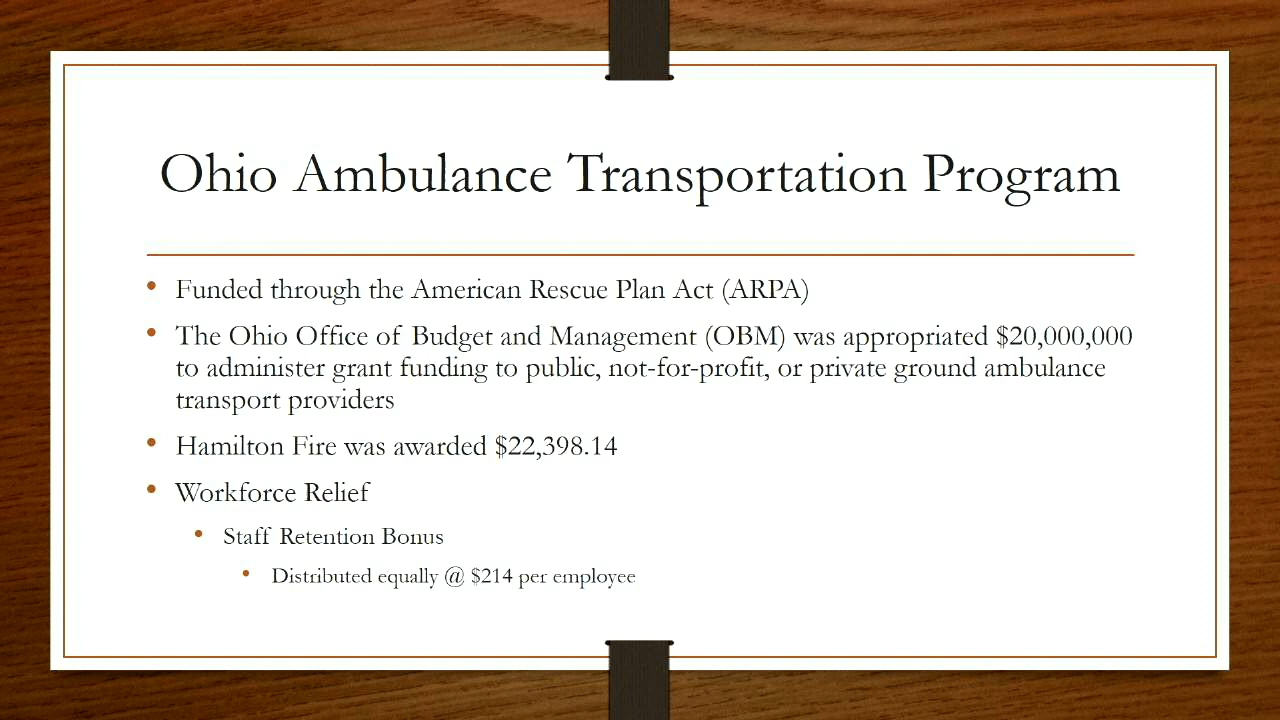 Ohio Ambulance Transportation Program
• Funded through the American Rescue Plan Act (ARPA)
• The Ohio Office of Budget and Management (OBM) was appropriated $20,000,000
to administer grant funding to public, not-for-profit, or private ground ambulance
transport providers
• Hamilton Fire was awarded $22,398.14
• Workforce Relief
• Staff Retention Bonus
• Distributed equally @ $214 per employee